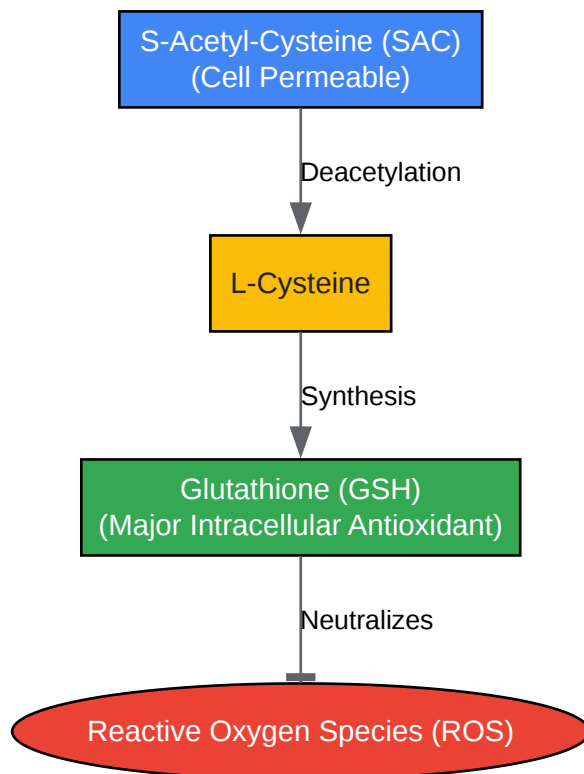 S-Acetyl-Cysteine (SAC)
(Cell Permeable)
Deacetylation
L-Cysteine
Synthesis
Glutathione (GSH)
(Major Intracellular Antioxidant)
Neutralizes
Reactive Oxygen Species (ROS)